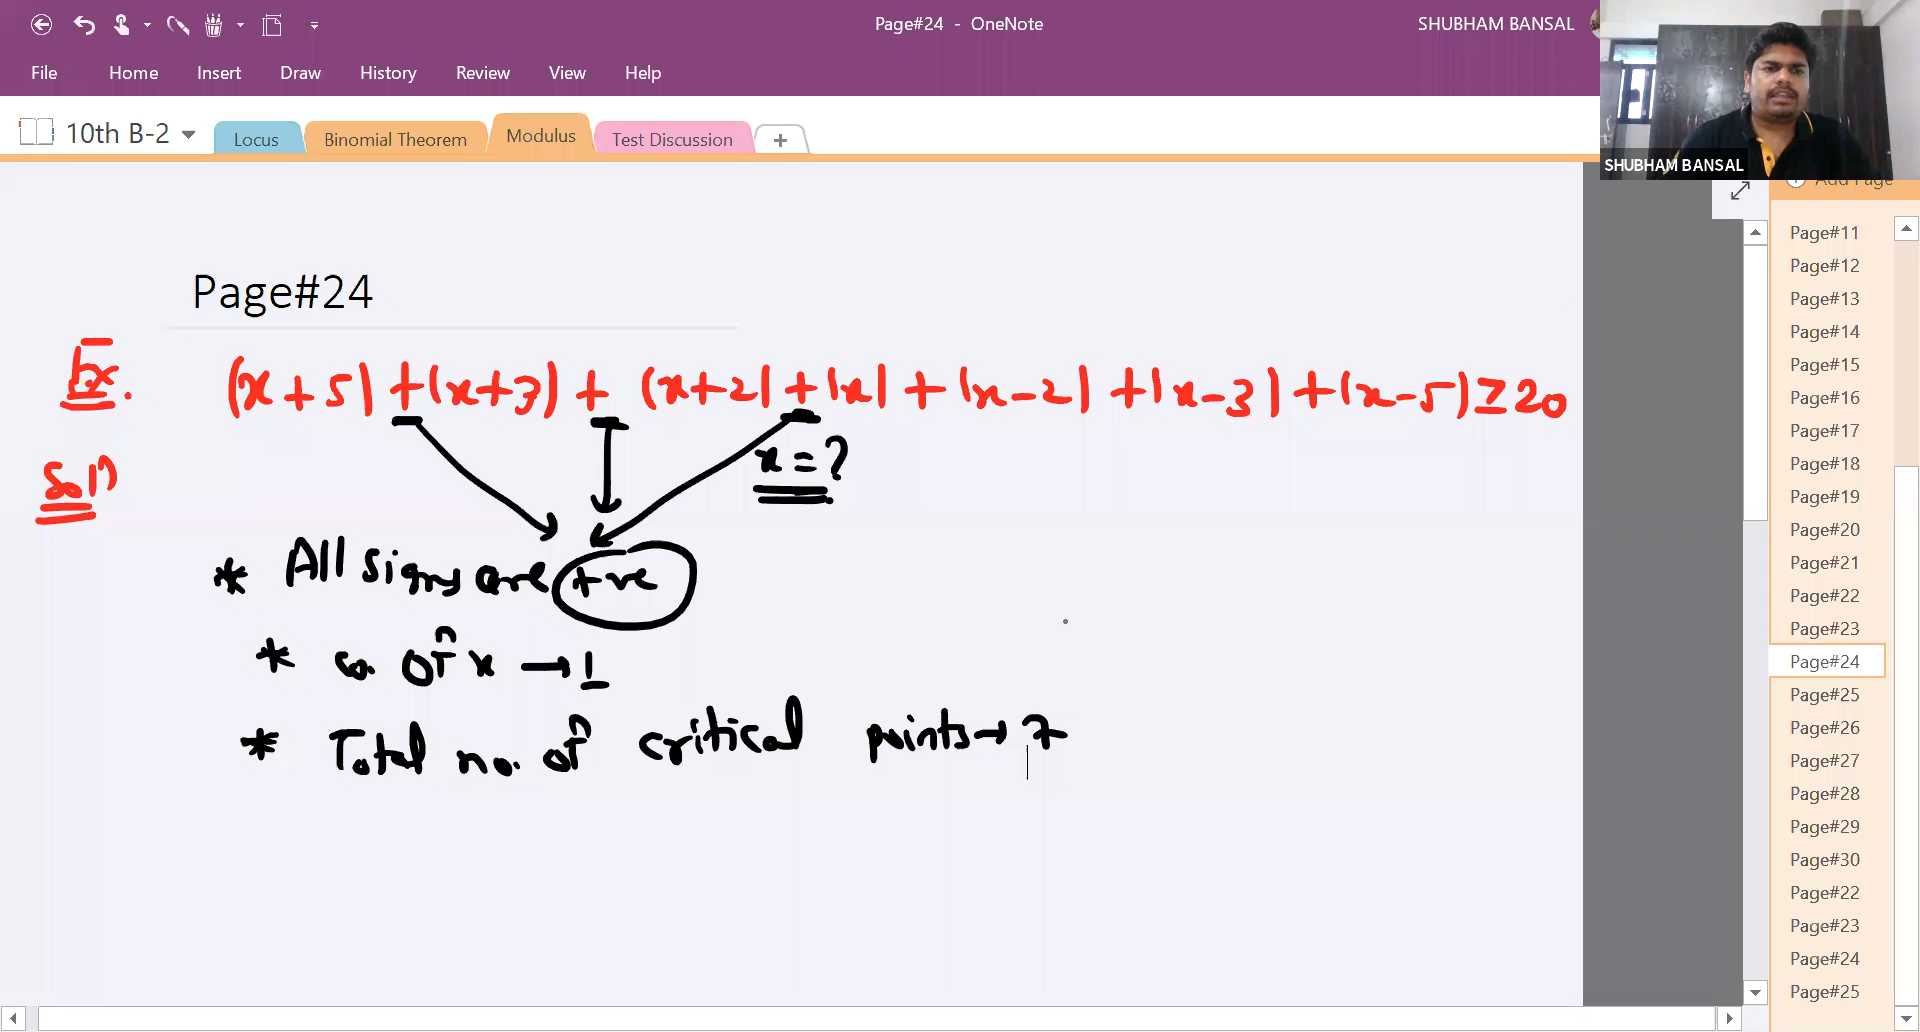 Page#24 - OneNote
SHUBHAM BANSAL
File Home Insert Draw History Review View Help
SHUBHAM BANSAL
10th B-2
Locus
Binomial Theorem
Modulus
Test Discussion
+
Add Page
Page#24
Ex. |x+5|+|x+3|+|x+2|+|x|+|x-2|+|x-3|+|x-5|≥20
x=?
Solⁿ
* All signs are +ve
* co. of x → 1
* Total no. of critical points → 7
Page#11
Page#12
Page#13
Page#14
Page#15
Page#16
Page#17
Page#18
Page#19
Page#20
Page#21
Page#22
Page#23
Page#24
Page#25
Page#26
Page#27
Page#28
Page#29
Page#30
Page#22
Page#23
Page#24
Page#25